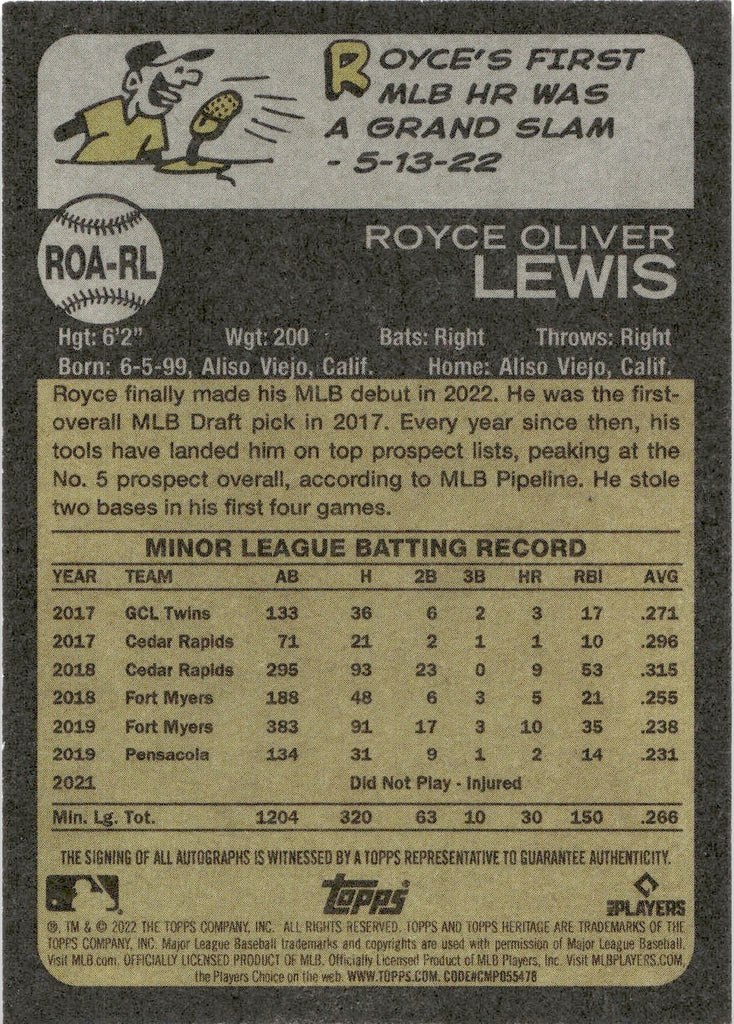 ROYCE'S FIRST
MLB HR WAS
A GRAND SLAM
- 5-13-22
ROA-RL
ROYCE OLIVER
LEWIS
Hgt: 6'2" Wgt: 200 Bats: Right Throws: Right
Born: 6-5-99, Aliso Viejo, Calif. Home: Aliso Viejo, Calif.
Royce finally made his MLB debut in 2022. He was the first-
overall MLB Draft pick in 2017. Every year since then, his
tools have landed him on top prospect lists, peaking at the
No. 5 prospect overall, according to MLB Pipeline. He stole
two bases in his first four games.
MINOR LEAGUE BATTING RECORD
YEAR TEAM AB H 2B 3B HR RBI AVG
2017 GCL Twins 133 36 6 2 3 17 .271
2017 Cedar Rapids 71 21 2 1 1 10 .296
2018 Cedar Rapids 295 93 23 0 9 53 .315
2018 Fort Myers 188 48 6 3 5 21 .255
2019 Fort Myers 383 91 17 3 10 35 .238
2019 Pensacola 134 31 9 1 2 14 .231
2021 Did Not Play - Injured
Min. Lg. Tot. 1204 320 63 10 30 150 .266
THE SIGNING OF ALL AUTOGRAPHS IS WITNESSED BY A TOPPS REPRESENTATIVE TO GUARANTEE AUTHENTICITY.
topps
MLBPLAYERS
®, TM & © 2022 THE TOPPS COMPANY, INC. ALL RIGHTS RESERVED. TOPPS AND TOPPS HERITAGE ARE TRADEMARKS OF THE
TOPPS COMPANY, INC. Major League Baseball trademarks and copyrights are used with permission of Major League Baseball.
Visit MLB.com. OFFICIALLY LICENSED PRODUCT OF MLB. Officially Licensed Product of MLB Players, Inc. Visit MLBPLAYERS.COM,
the Players Choice on the web. WWW.TOPPS.COM. CODE#CMP055478